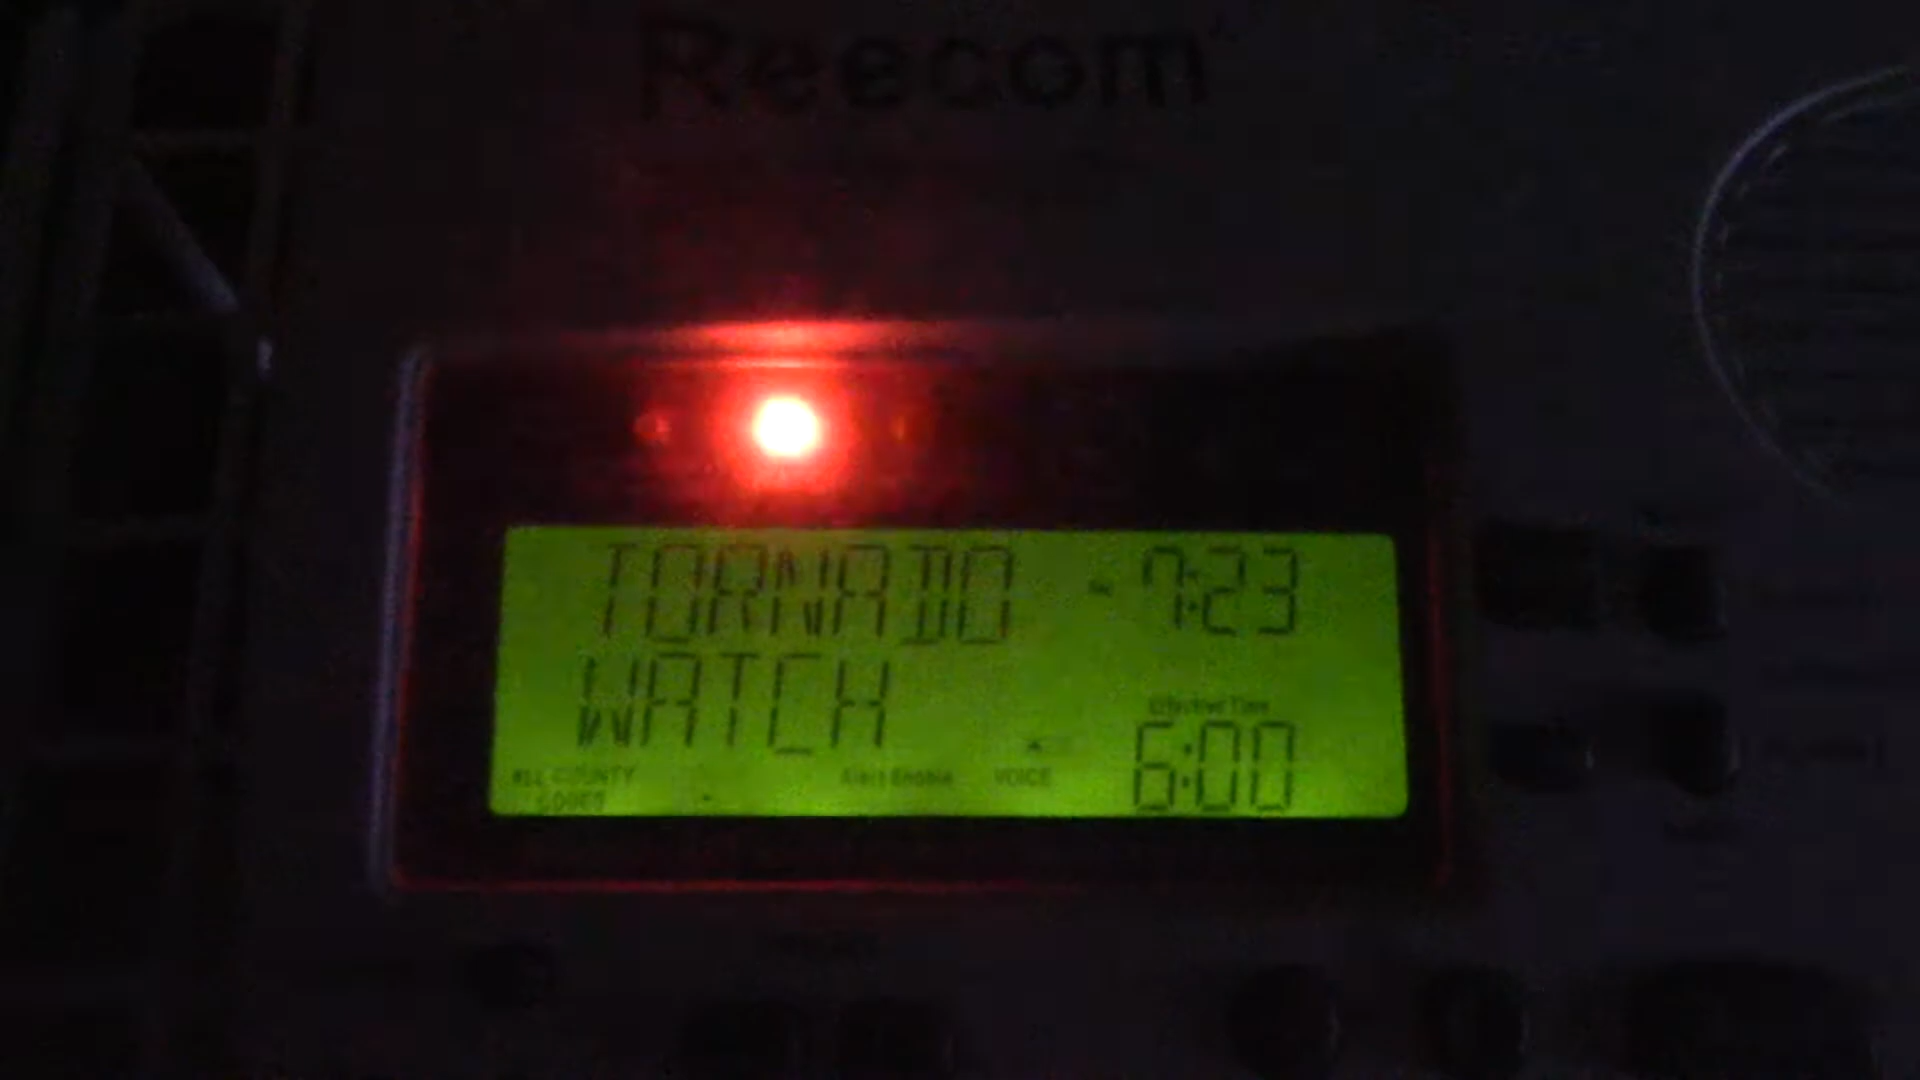 Reecom
TORNADO 7:23
WATCH
Effective Time
6:00
ALL COUNTY Alert Enable VOICE
CODES